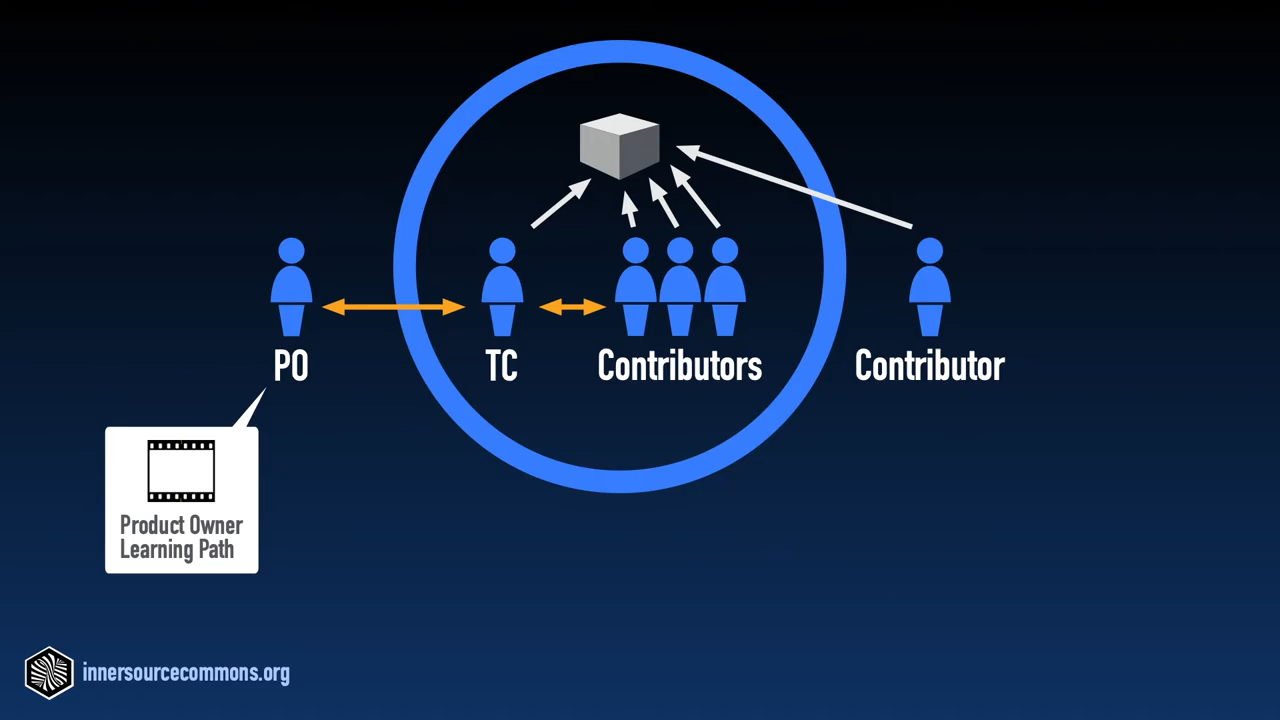 PO
TC
Contributors
Contributor
Product Owner
Learning Path
innersourcecommons.org